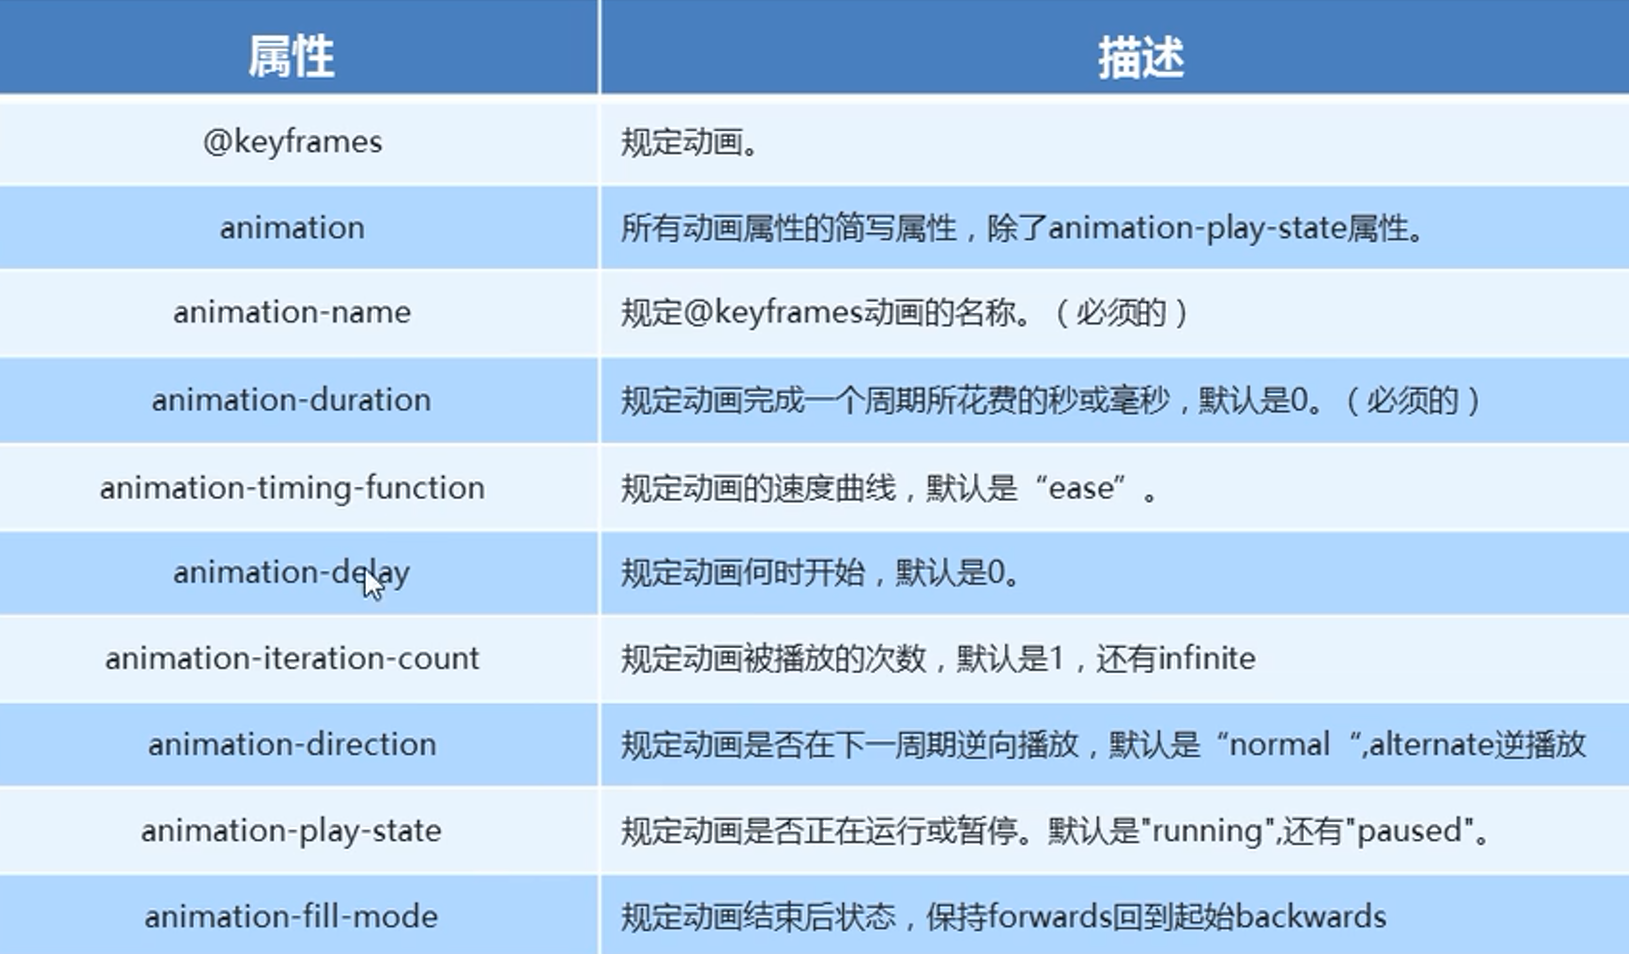 属性 描述
@keyframes 规定动画。
animation 所有动画属性的简写属性，除了animation-play-state属性。
animation-name 规定@keyframes动画的名称。（必须的）
animation-duration 规定动画完成一个周期所花费的秒或毫秒，默认是0。（必须的）
animation-timing-function 规定动画的速度曲线，默认是“ease”。
animation-delay 规定动画何时开始，默认是0。
animation-iteration-count 规定动画被播放的次数，默认是1，还有infinite
animation-direction 规定动画是否在下一周期逆向播放，默认是“normal “,alternate逆播放
animation-play-state 规定动画是否正在运行或暂停。默认是"running",还有"paused"。
animation-fill-mode 规定动画结束后状态，保持forwards回到起始backwards